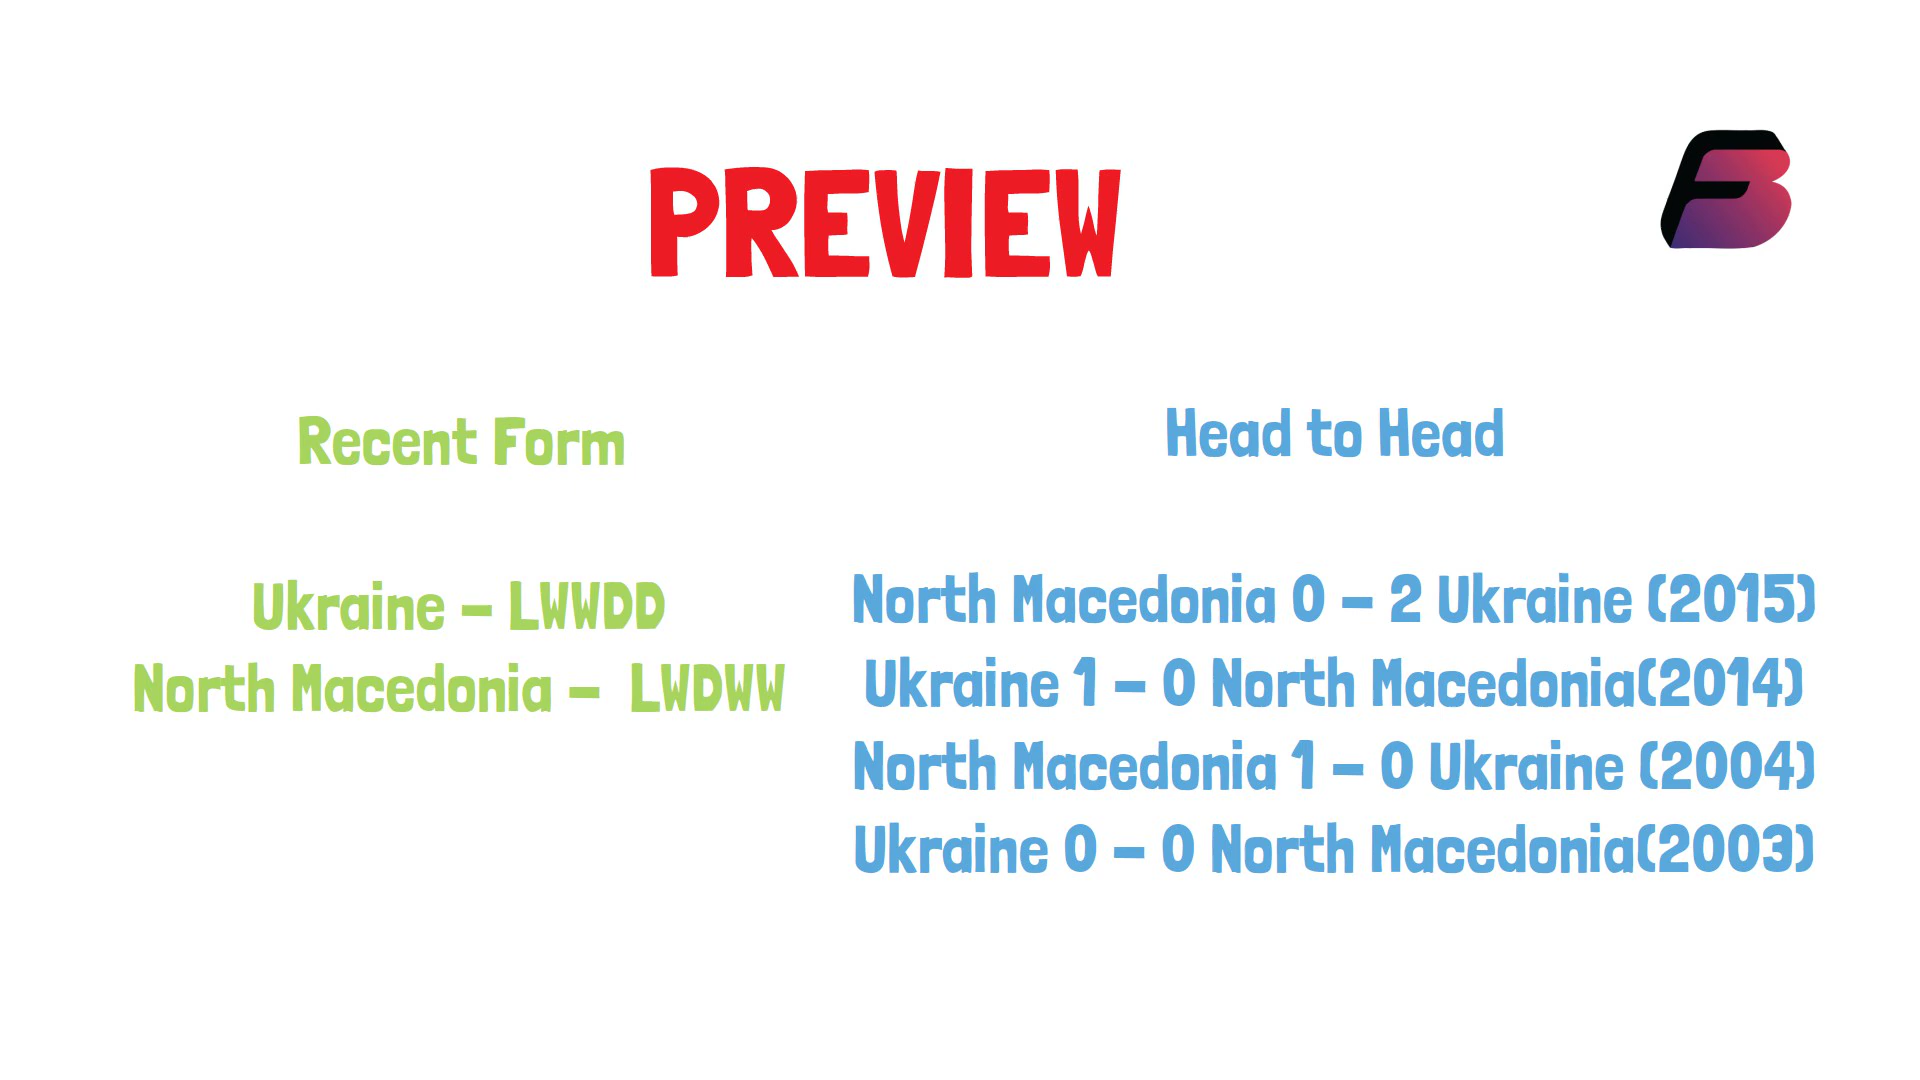 PREVIEW
Recent Form
Ukraine – LWWDD
North Macedonia – LWDWW
Head to Head
North Macedonia 0 – 2 Ukraine (2015)
Ukraine 1 – 0 North Macedonia(2014)
North Macedonia 1 – 0 Ukraine (2004)
Ukraine 0 – 0 North Macedonia(2003)